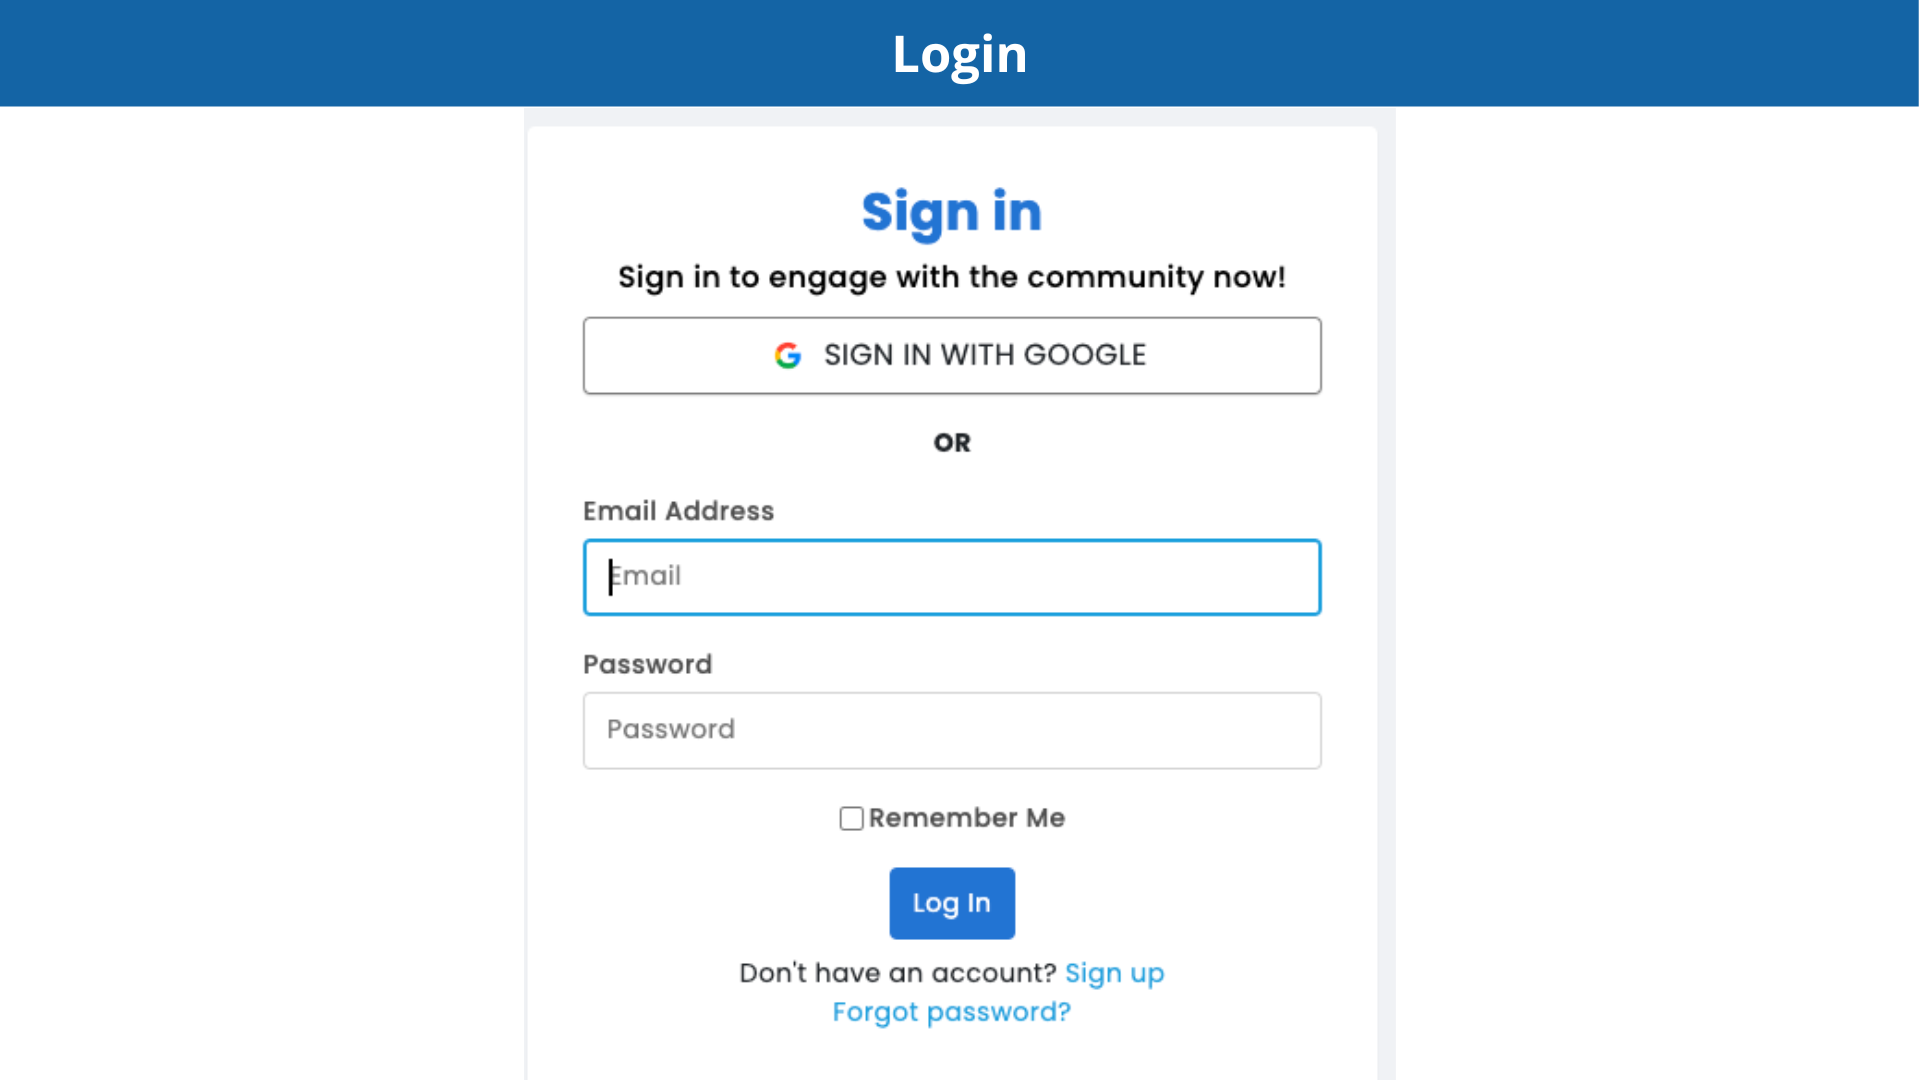 Login
Sign in
Sign in to engage with the community now!
SIGN IN WITH GOOGLE
OR
Email Address
Email
Password
Password
Remember Me
Log In
Don't have an account? Sign up
Forgot password?